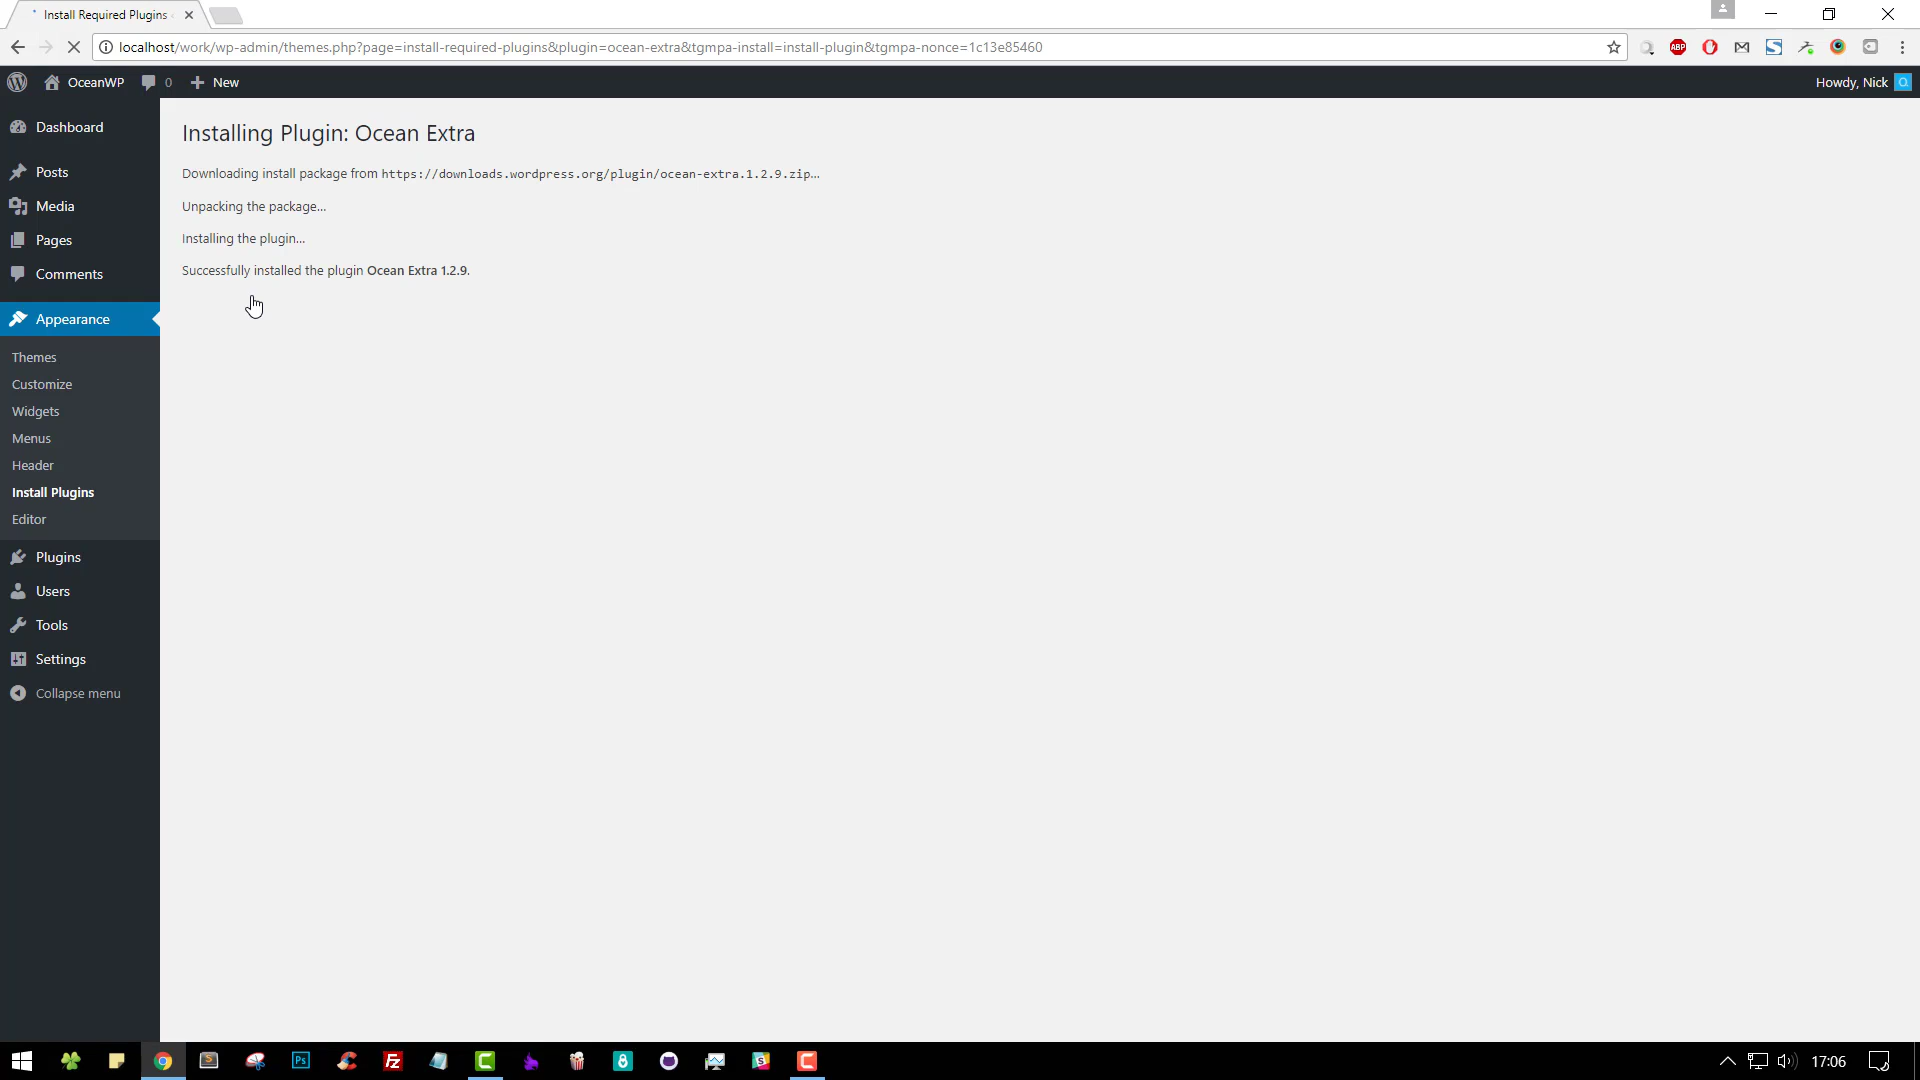 Install Required Plugins
localhost/work/wp-admin/themes.php?page=install-required-plugins&plugin=ocean-extra&tgmpa-install=install-plugin&tgmpa-nonce=1c13e85460
ABP
OceanWP 0 New
Howdy, Nick
Dashboard
Posts
Media
Pages
Comments
Appearance
Themes
Customize
Widgets
Menus
Header
Install Plugins
Editor
Plugins
Users
Tools
Settings
Collapse menu
Installing Plugin: Ocean Extra
Downloading install package from https://downloads.wordpress.org/plugin/ocean-extra.1.2.9.zip…
Unpacking the package…
Installing the plugin…
Successfully installed the plugin Ocean Extra 1.2.9.
Ps
Fz
17:06